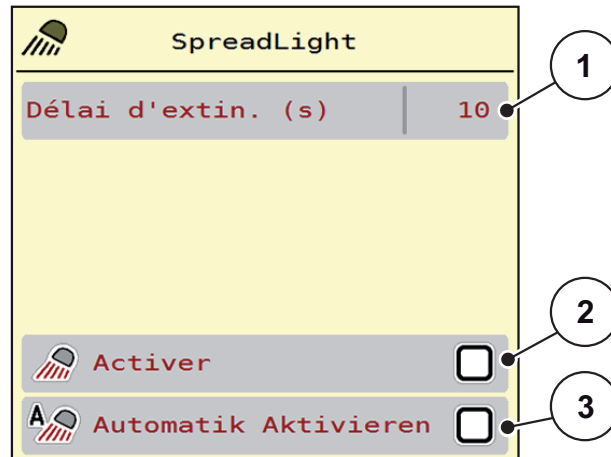 SpreadLight
1
Délai d'extin. (s) 10
2
Activer
3
A Automatik Aktivieren